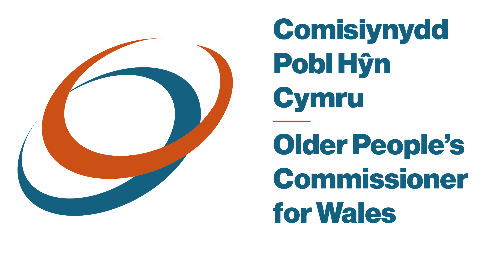 Comisiynydd
Pobl Hŷn
Cymru
Older People's
Commissioner
for Wales